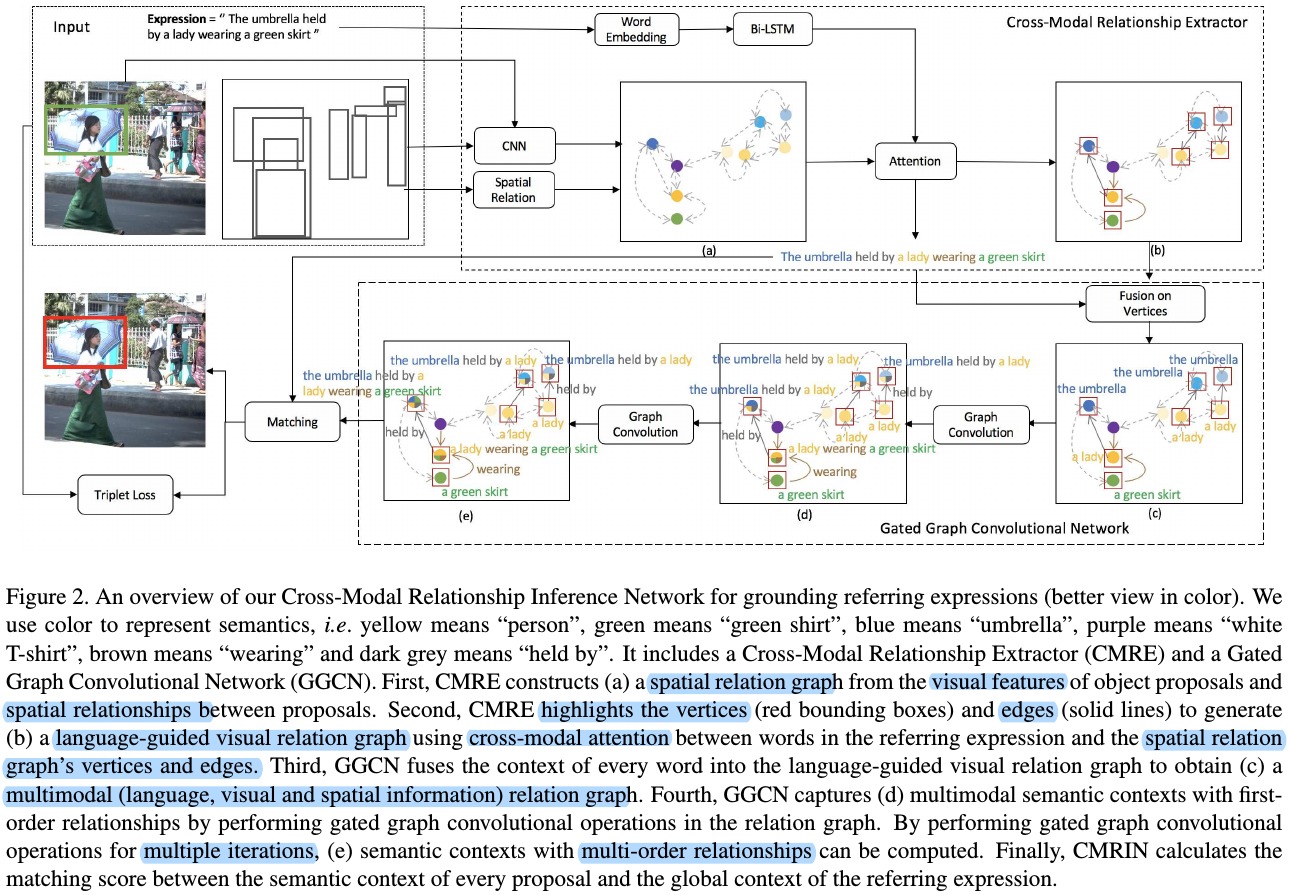 Input
Expression = “ The umbrella held
by a lady wearing a green skirt ”
Word
Embedding
Bi-LSTM
Cross-Modal Relationship Extractor
CNN
Spatial
Relation
Attention
(a)
(b)
The umbrella held by a lady wearing a green skirt
Fusion on
Vertices
the umbrella held by a lady
the umbrella held by a lady
the umbrella held by a
lady wearing a green skirt
held by
held by
a lady
a lady
a lady wearing a green skirt
wearing
a green skirt
(e)
Graph
Convolution
the umbrella held by a lady
the umbrella held by a lady
the umbrella held by a lady
held by
held by
a lady
a lady
a lady wearing a green skirt
wearing
a green skirt
(d)
Graph
Convolution
the umbrella
the umbrella
the umbrella
a lady
a lady
a lady
a green skirt
(c)
Matching
Triplet Loss
Gated Graph Convolutional Network
Figure 2. An overview of our Cross-Modal Relationship Inference Network for grounding referring expressions (better view in color). We
use color to represent semantics, i.e. yellow means “person”, green means “green shirt”, blue means “umbrella”, purple means “white
T-shirt”, brown means “wearing” and dark grey means “held by”. It includes a Cross-Modal Relationship Extractor (CMRE) and a Gated
Graph Convolutional Network (GGCN). First, CMRE constructs (a) a spatial relation graph from the visual features of object proposals and
spatial relationships between proposals. Second, CMRE highlights the vertices (red bounding boxes) and edges (solid lines) to generate
(b) a language-guided visual relation graph using cross-modal attention between words in the referring expression and the spatial relation
graph’s vertices and edges. Third, GGCN fuses the context of every word into the language-guided visual relation graph to obtain (c) a
multimodal (language, visual and spatial information) relation graph. Fourth, GGCN captures (d) multimodal semantic contexts with first-
order relationships by performing gated graph convolutional operations in the relation graph. By performing gated graph convolutional
operations for multiple iterations, (e) semantic contexts with multi-order relationships can be computed. Finally, CMRIN calculates the
matching score between the semantic context of every proposal and the global context of the referring expression.